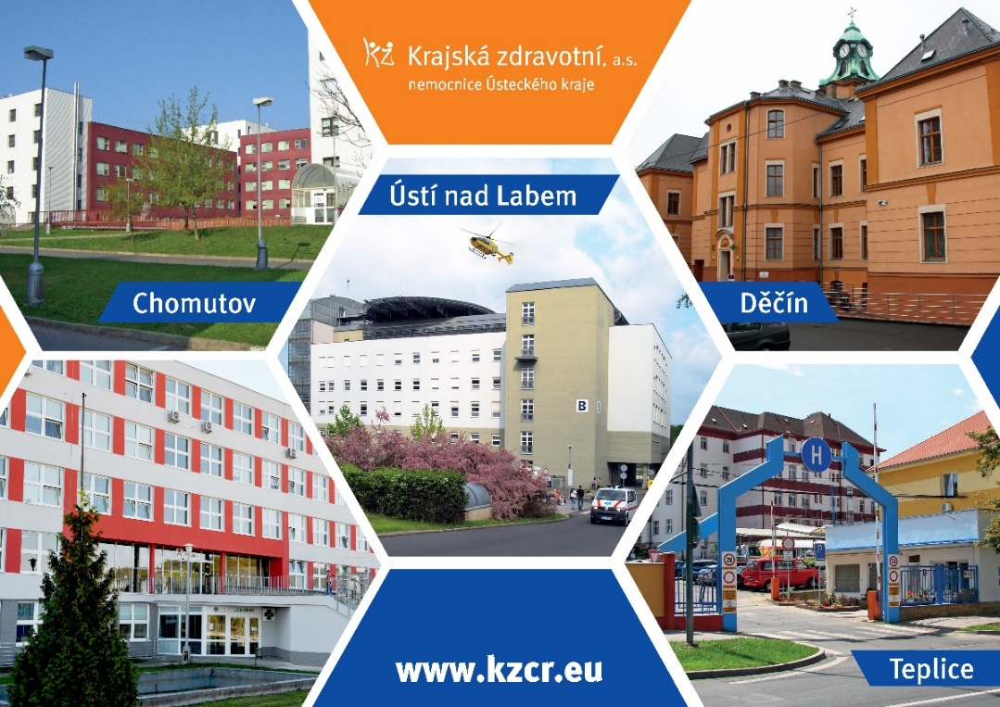 Krajská zdravotní, a.s.
nemocnice Ústeckého kraje
Ústí nad Labem
Chomutov
Děčín
B
H
P
www.kzcr.eu
Teplice